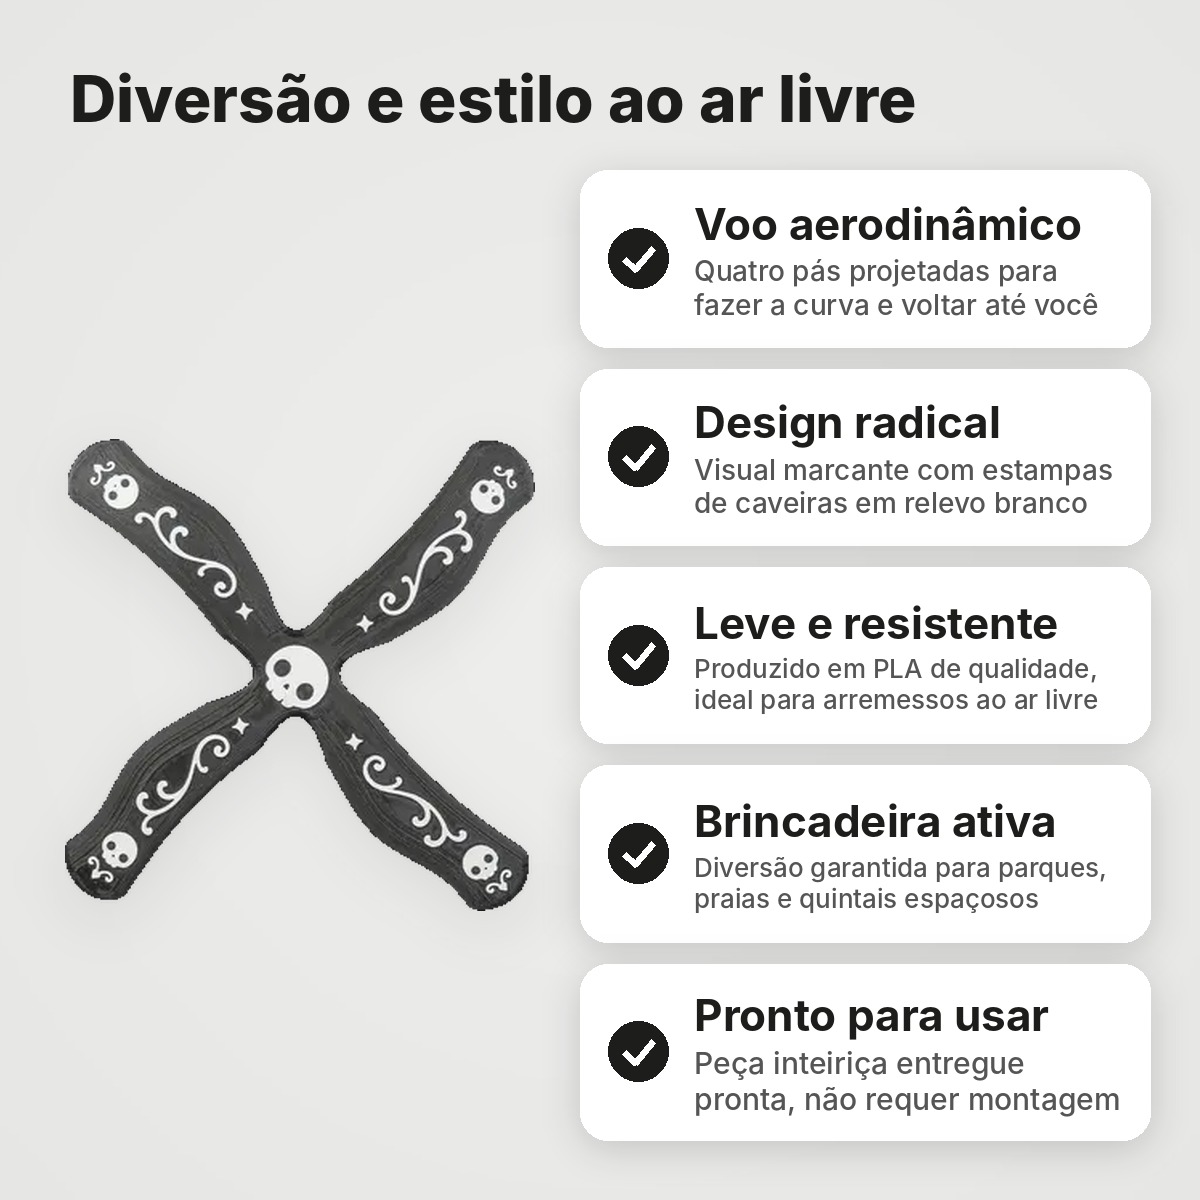 Diversão e estilo ao ar livre
Voo aerodinâmico
Quatro pás projetadas para
fazer a curva e voltar até você
Design radical
Visual marcante com estampas
de caveiras em relevo branco
Leve e resistente
Produzido em PLA de qualidade,
ideal para arremessos ao ar livre
Brincadeira ativa
Diversão garantida para parques,
praias e quintais espaçosos
Pronto para usar
Peça inteiriça entregue
pronta, não requer montagem